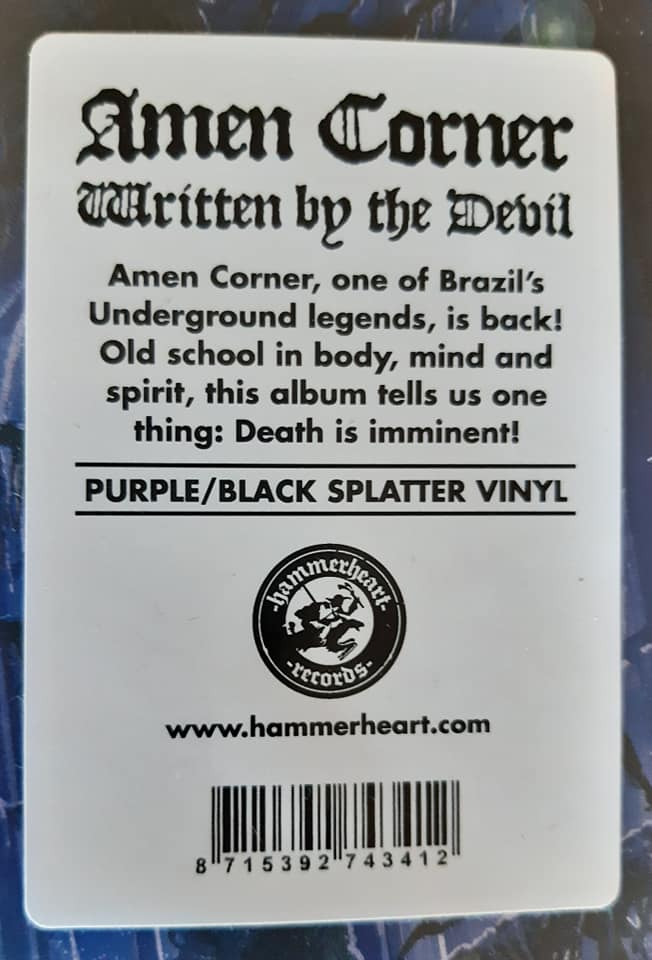 Amen Corner
Written by the Devil
Amen Corner, one of Brazil's
Underground legends, is back!
Old school in body, mind and
spirit, this album tells us one
thing: Death is imminent!
PURPLE/BLACK SPLATTER VINYL
-hammerheart-
-records-
www.hammerheart.com
8 715392 743412